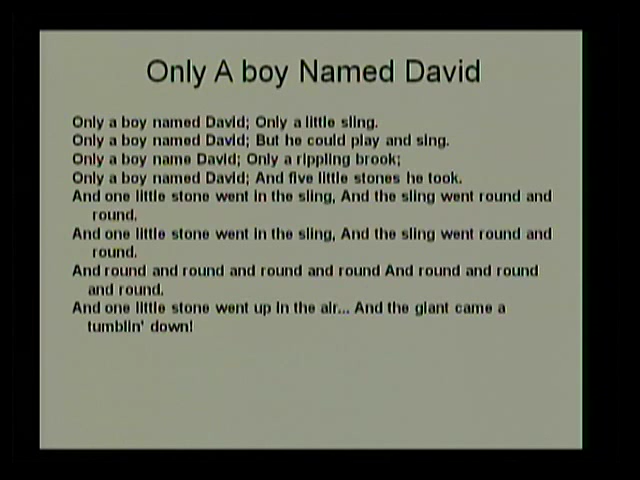 Only A boy Named David
Only a boy named David; Only a little sling.
Only a boy named David; But he could play and sing.
Only a boy name David; Only a rippling brook;
Only a boy named David; And five little stones he took.
And one little stone went in the sling, And the sling went round and
round.
And one little stone went in the sling, And the sling went round and
round.
And round and round and round and round And round and round
and round.
And one little stone went up in the air... And the giant came a
tumblin' down!